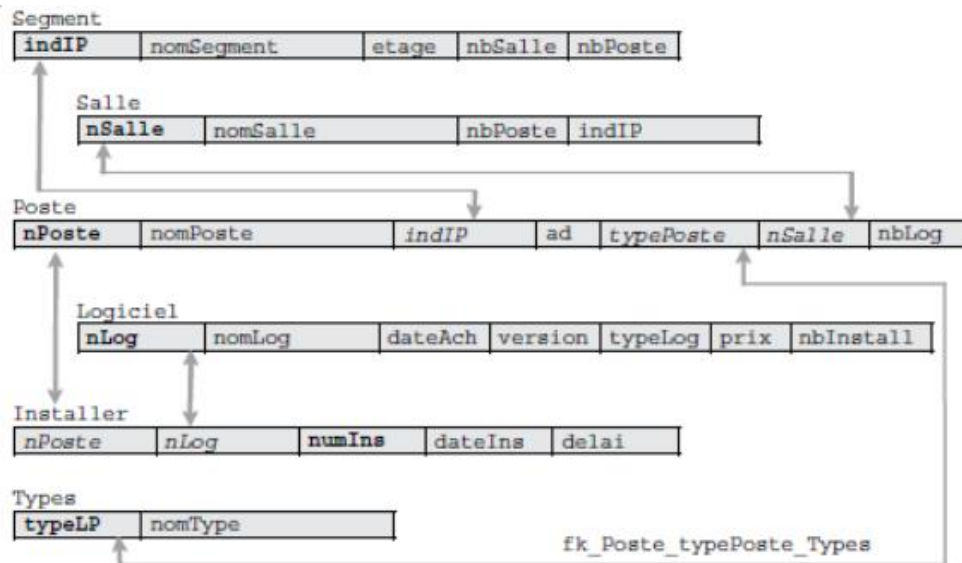 Segment
indIP nomSegment etage nbSalle nbPoste
Salle
nSalle nomSalle nbPoste indIP
Poste
nPoste nomPoste indIP ad typePoste nSalle nbLog
Logiciel
nLog nomLog dateAch version typeLog prix nbInstall
Installer
nPoste nLog numIns dateIns delai
Types
typeLP nomType
fk_Poste_typePoste_Types